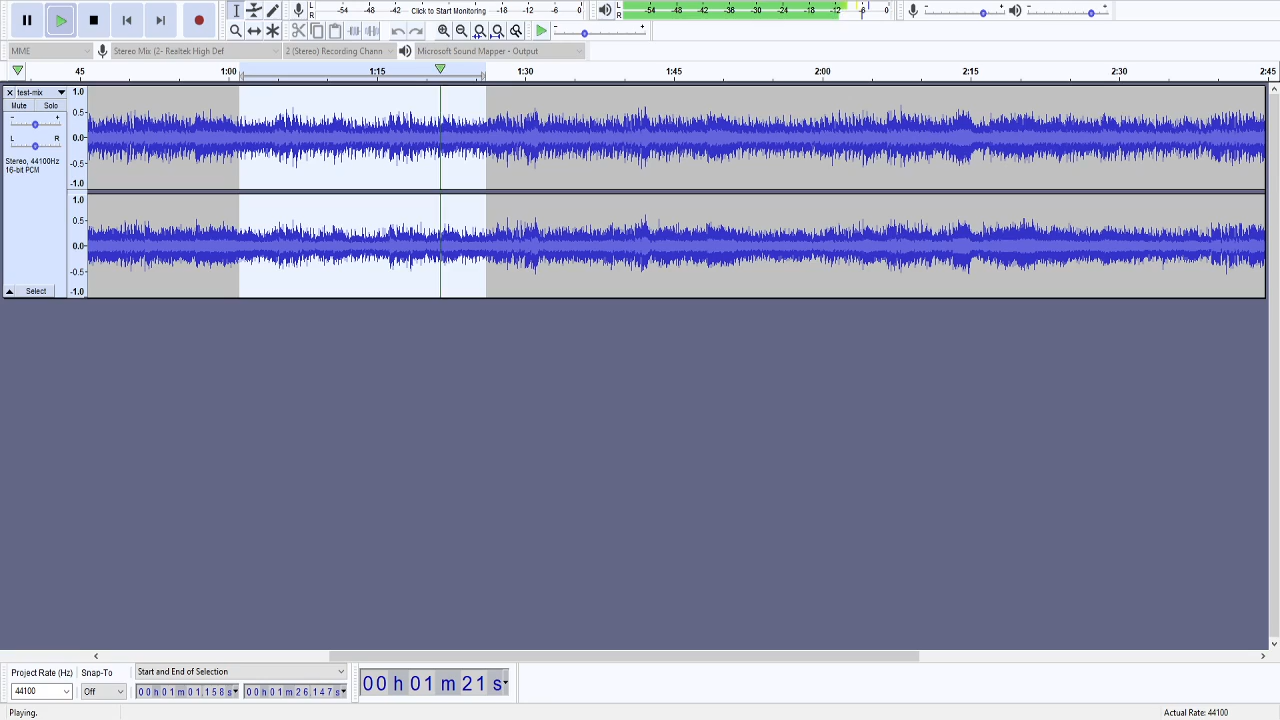 L R
-54 -48 -42 Click to Start Monitoring -18 -12 -6 0
L R
-54 -48 -42 -36 -30 -24 -18 -12 -6 0
MME
Stereo Mix (2- Realtek High Def
2 (Stereo) Recording Chann
Microsoft Sound Mapper - Output
45 1:00 1:15 1:30 1:45 2:00 2:15 2:30 2:45
test-mix
Mute Solo
- +
L R
Stereo, 44100Hz
16-bit PCM
1.0
0.5
0.0
-0.5
-1.0
1.0
0.5
0.0
-0.5
-1.0
Select
Project Rate (Hz) Snap-To Start and End of Selection
44100 Off 00 h 01 m 01.158 s 00 h 01 m 26.147 s
00 h 01 m 21 s
Playing. Actual Rate: 44100